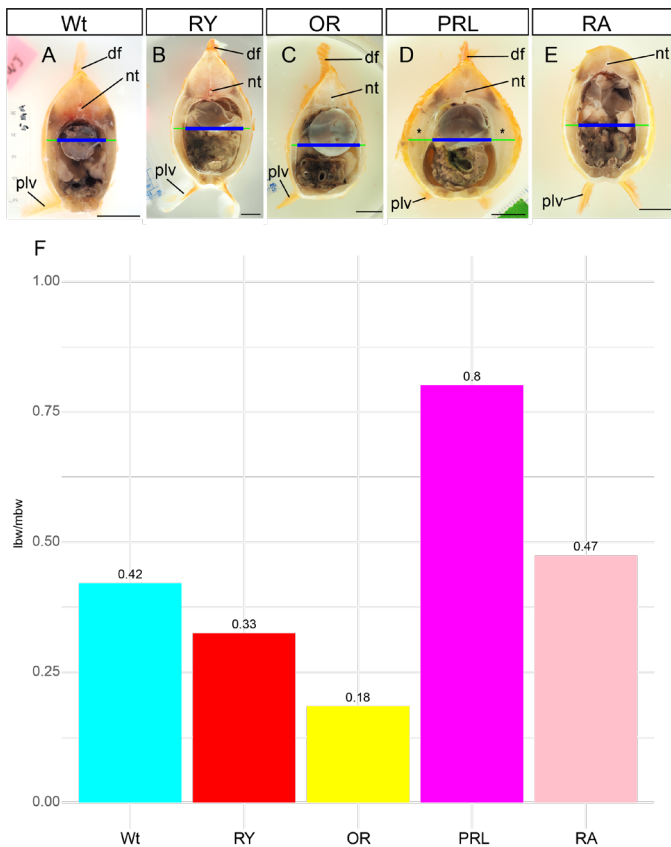 Wt RY OR PRL RA
A B C D E
df df df df
nt nt nt nt nt
plv plv plv plv plv
* *
F
1.00
0.75
0.50
0.25
0.00
lbw/mbw
0.42
0.33
0.18
0.8
0.47
Wt RY OR PRL RA